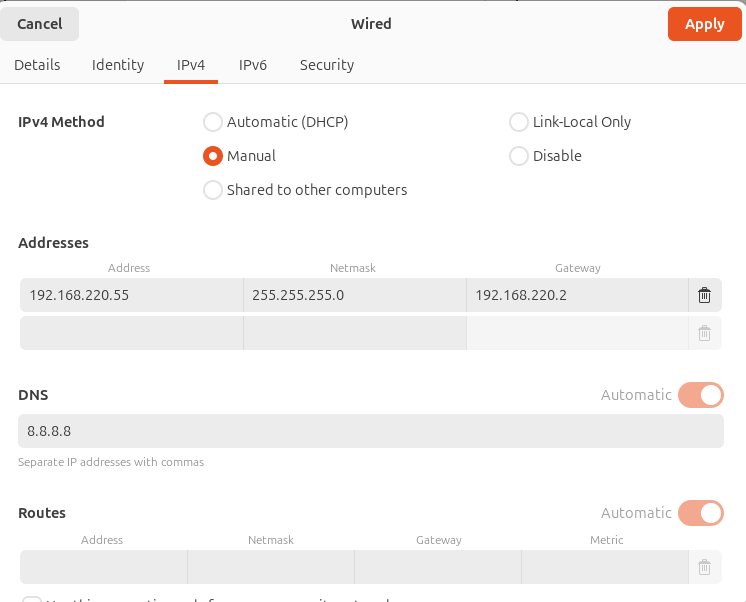 Cancel Wired Apply
Details Identity IPv4 IPv6 Security
IPv4 Method Automatic (DHCP) Link-Local Only
Manual Disable
Shared to other computers
Addresses
Address Netmask Gateway
192.168.220.55 255.255.255.0 192.168.220.2
DNS Automatic
8.8.8.8
Separate IP addresses with commas
Routes Automatic
Address Netmask Gateway Metric